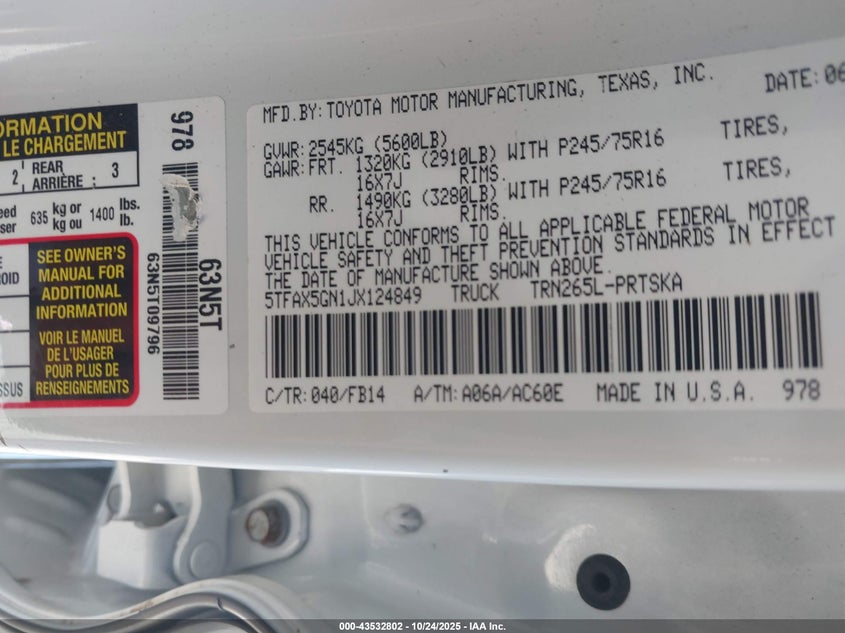 ORMATION
LE CHARGEMENT
2 REAR ARRIÈRE : 3
635 kg or kg ou 1400 lbs. lb.
SEE OWNER'S
MANUAL FOR
ADDITIONAL
INFORMATION
VOIR LE MANUEL
DE L'USAGER
POUR PLUS DE
RENSEIGNEMENTS
978
63N5T09796
63N5T
MFD.BY: TOYOTA MOTOR MANUFACTURING, TEXAS, INC. DATE: 06
GVWR: 2545KG (5600LB)
GAWR: FRT. 1320KG (2910LB) WITH P245/75R16 TIRES,
16X7J RIMS.
RR. 1490KG (3280LB) WITH P245/75R16 TIRES,
16X7J RIMS.
THIS VEHICLE CONFORMS TO ALL APPLICABLE FEDERAL MOTOR
VEHICLE SAFETY AND THEFT PREVENTION STANDARDS IN EFFECT
THE DATE OF MANUFACTURE SHOWN ABOVE.
5TFAX5GN1JX124849 TRUCK TRN265L-PRTSKA
C/TR: 040/FB14 A/TM: A06A/AC60E MADE IN U.S.A. 978
000-43532802 - 10/24/2025 - IAA Inc.